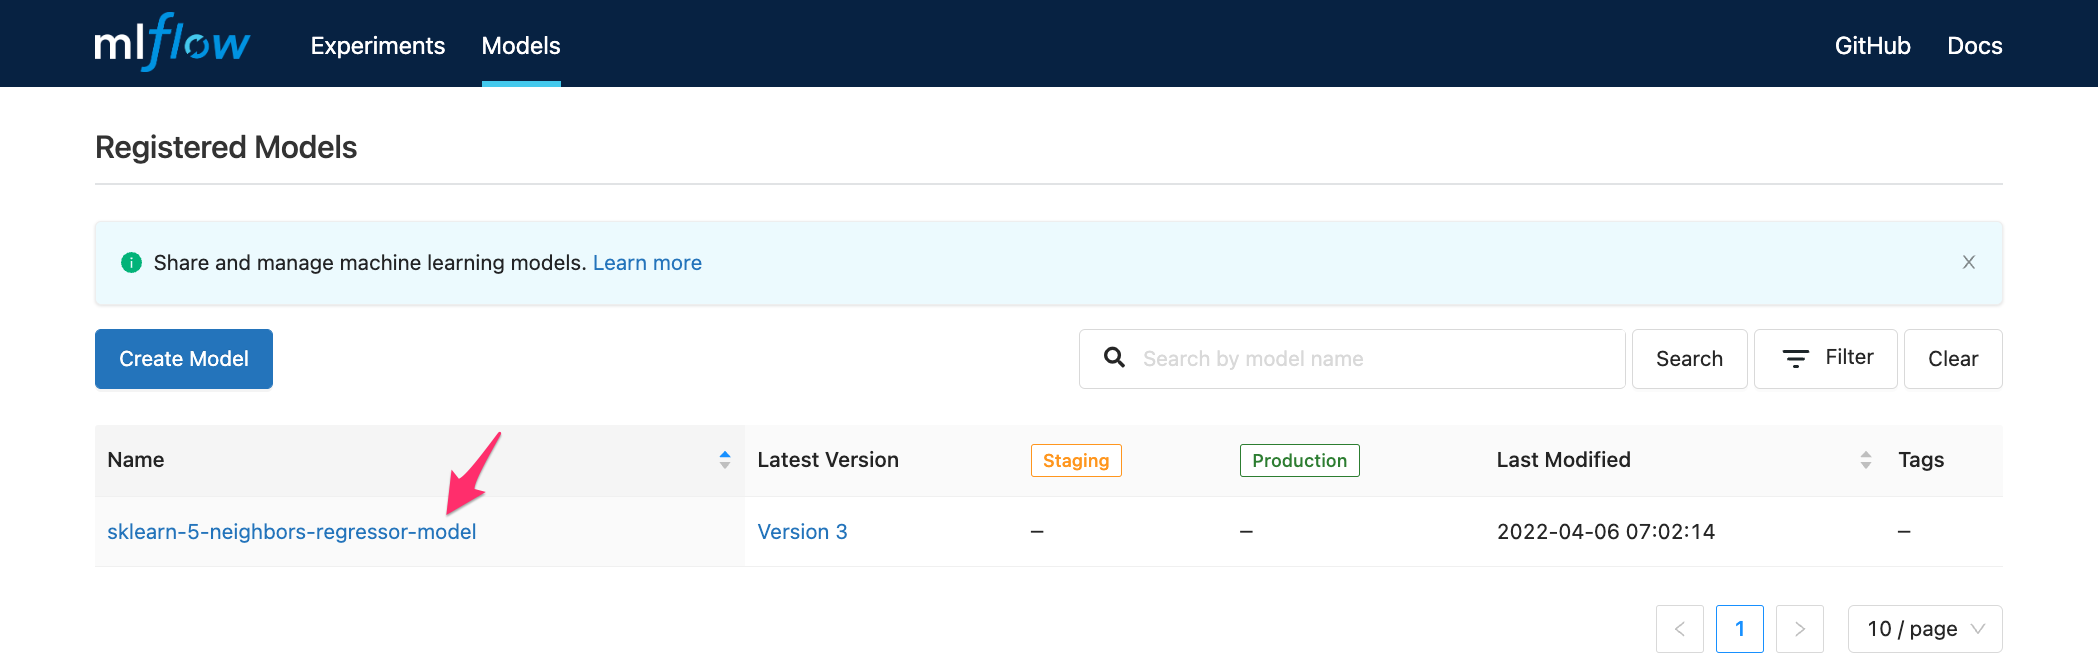 mlflow Experiments Models GitHub Docs
Registered Models
Share and manage machine learning models. Learn more
Create Model Search by model name Search Filter Clear
Name Latest Version Staging Production Last Modified Tags
sklearn-5-neighbors-regressor-model Version 3 – – 2022-04-06 07:02:14 –
< 1 > 10 / page